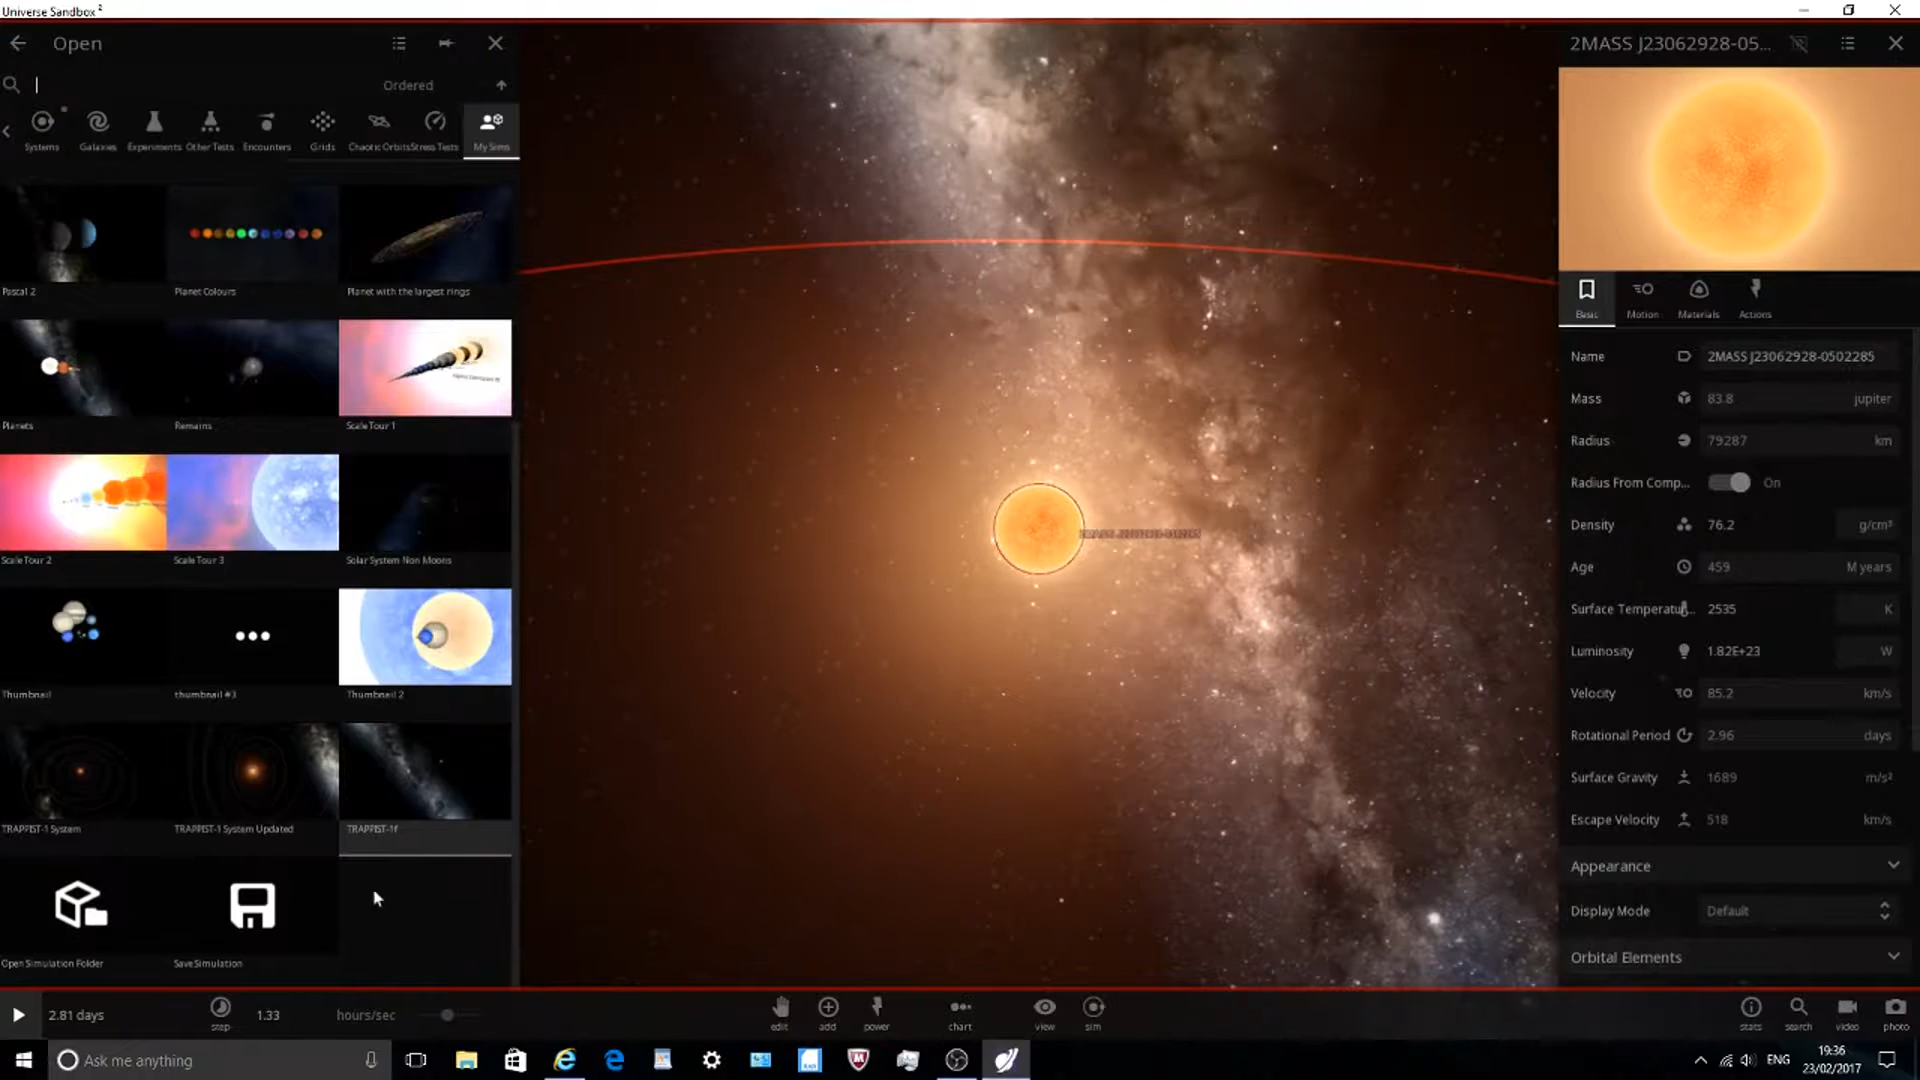 Universe Sandbox ²
Open
Ordered
Systems
Galaxies
Experiments
Other Tests
Encounters
Grids
Chaotic Orbits
Stress Tests
My Sims
Pascal 2
Planet Colours
Planet with the largest rings
Planets
Remains
Scale Tour 1
Scale Tour 2
Scale Tour 3
Solar System Non Moons
Thumbnail
thumbnail #3
Thumbnail 2
TRAPPIST-1 System
TRAPPIST-1 System Updated
TRAPPIST-1f
Open Simulation Folder
Save Simulation
2MASS J23062928-05...
Basic
Motion
Materials
Actions
Name 2MASS J23062928-0502285
Mass 83.8 jupiter
Radius 79287 km
Radius From Comp... On
Density 76.2 g/cm³
Age 459 M years
Surface Temperatu... 2535 K
Luminosity 1.82E+23 W
Velocity 85.2 km/s
Rotational Period 2.96 days
Surface Gravity 1689 m/s²
Escape Velocity 518 km/s
Appearance
Display Mode Default
Orbital Elements
2.81 days
step
1.33 hours/sec
edit
add
power
chart
view
sim
stats
search
video
photo
Ask me anything
ENG
19:36
23/02/2017